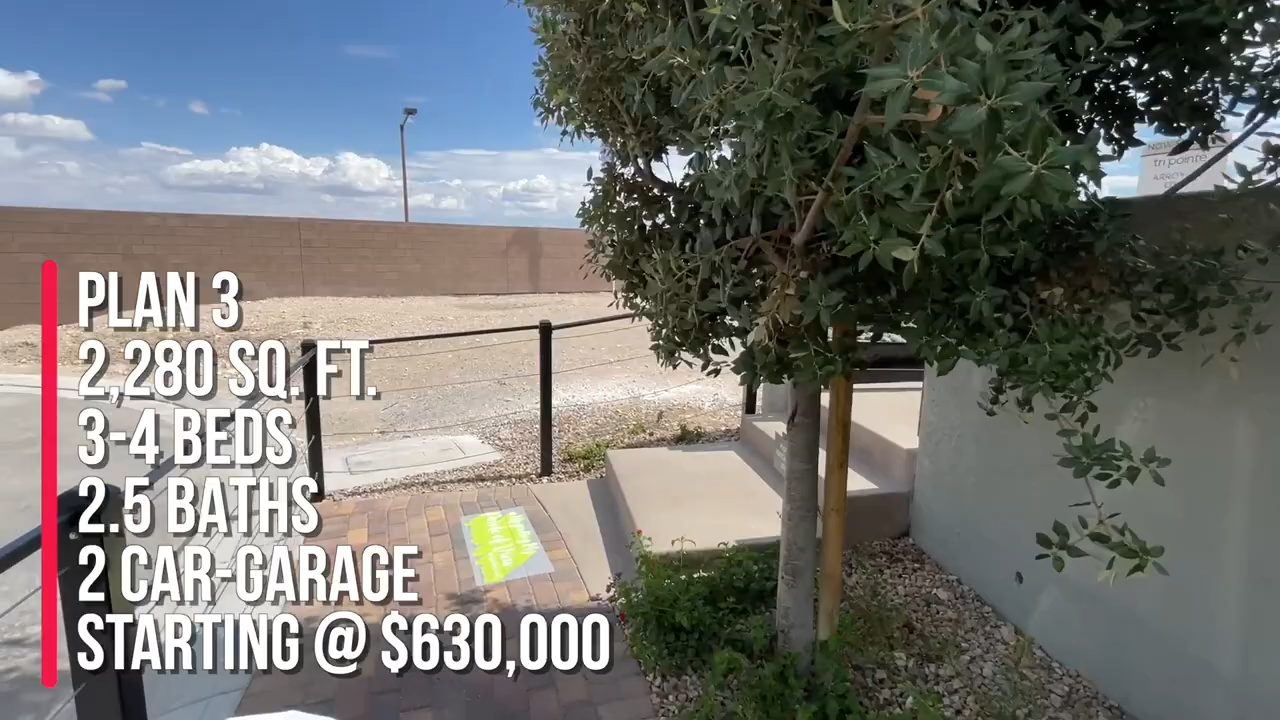 PLAN 3
2,280 SQ. FT.
3-4 BEDS
2.5 BATHS
2 CAR-GARAGE
STARTING @ $630,000
tri pointe